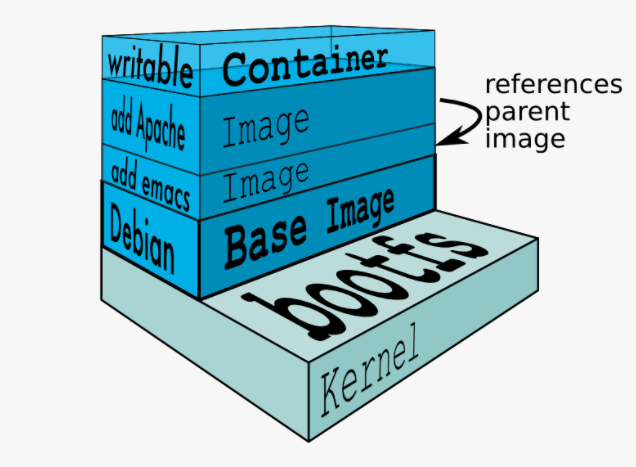 writable
Container
add Apache
Image
references
parent
image
add emacs
Image
Debian
Base Image
bootfs
Kernel